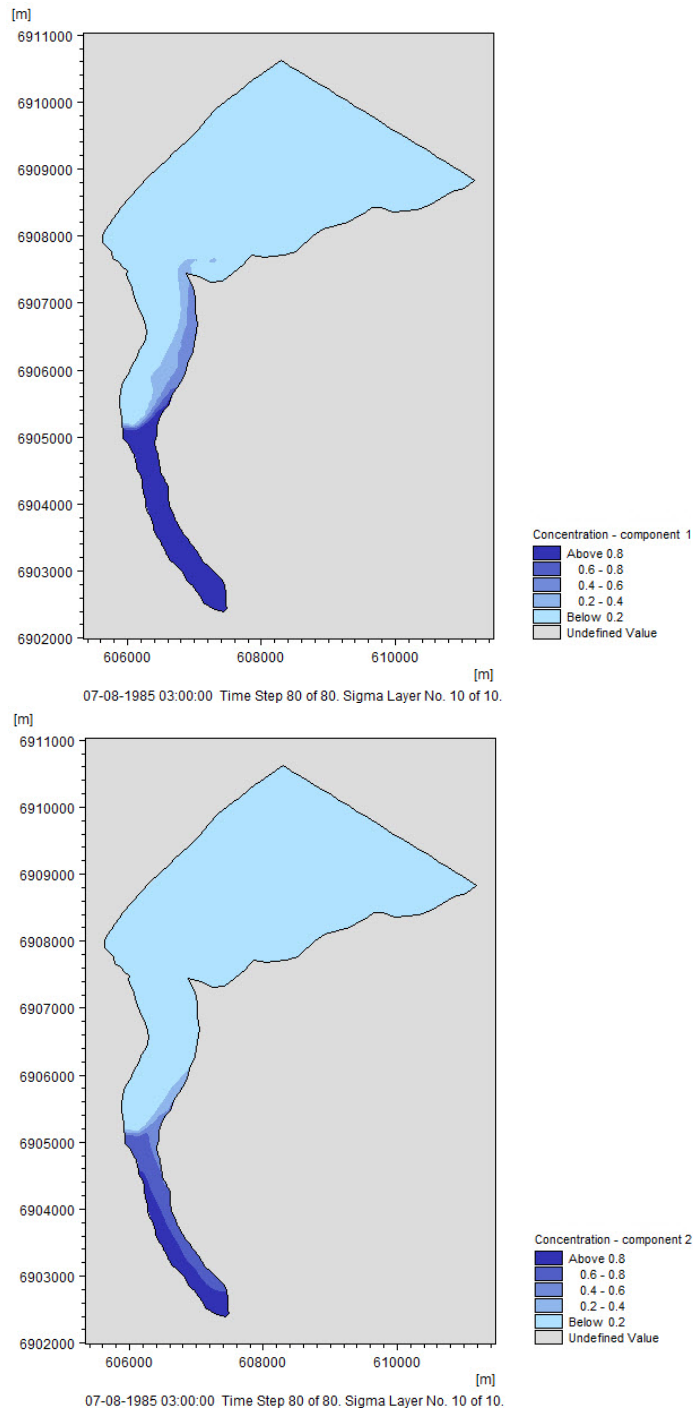 [m]
6911000
6910000
6909000
6908000
6907000
6906000
6905000
6904000
6903000
6902000
606000 608000 610000
[m]
Concentration - component 1
Above 0.8
0.6 - 0.8
0.4 - 0.6
0.2 - 0.4
Below 0.2
Undefined Value
07-08-1985 03:00:00 Time Step 80 of 80. Sigma Layer No. 10 of 10.
[m]
6911000
6910000
6909000
6908000
6907000
6906000
6905000
6904000
6903000
6902000
606000 608000 610000
[m]
Concentration - component 2
Above 0.8
0.6 - 0.8
0.4 - 0.6
0.2 - 0.4
Below 0.2
Undefined Value
07-08-1985 03:00:00 Time Step 80 of 80. Sigma Layer No. 10 of 10.